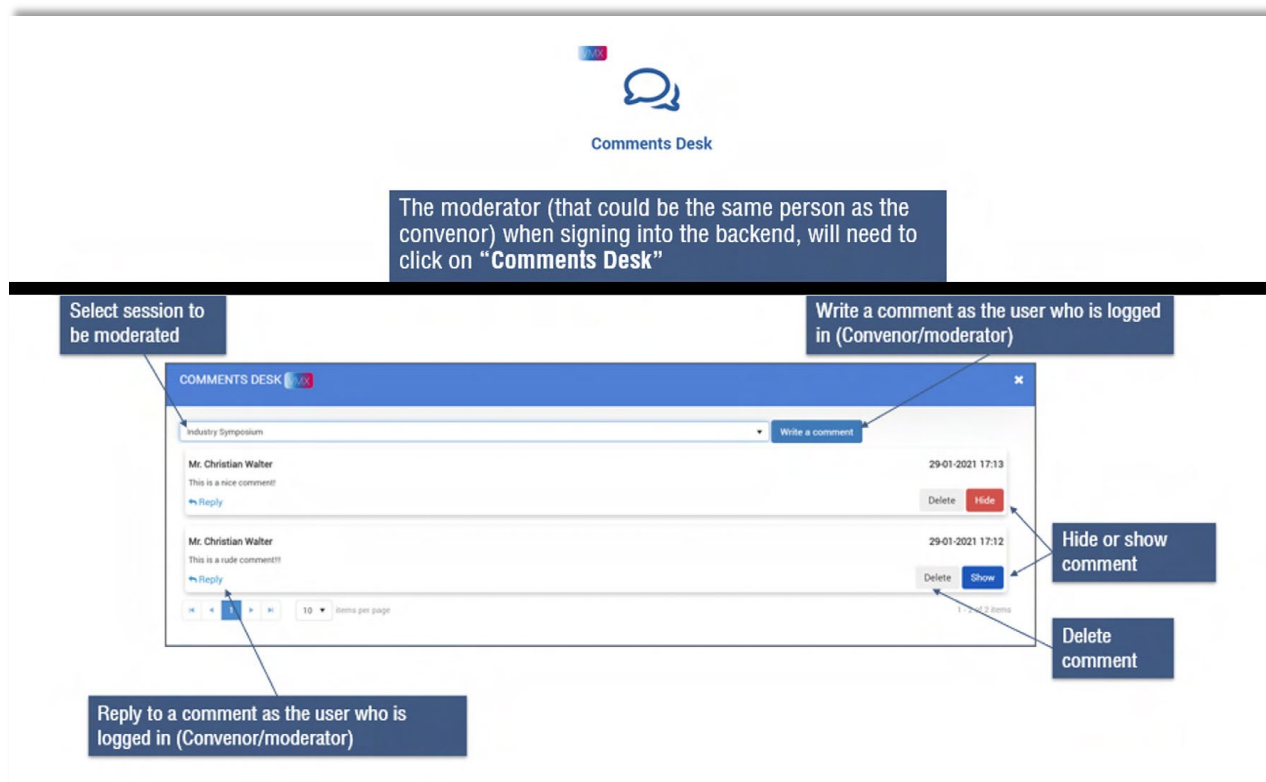 VMX
Comments Desk
The moderator (that could be the same person as the
convenor) when signing into the backend, will need to
click on “Comments Desk”
Select session to
be moderated
Write a comment as the user who is logged
in (Convenor/moderator)
COMMENTS DESK VMX
Industry Symposium
Write a comment
Mr. Christian Walter 29-01-2021 17:13
This is a nice comment!
Reply Delete Hide
Mr. Christian Walter 29-01-2021 17:12
This is a rude comment!!!
Reply Delete Show
1 10 items per page 1 - 2 of 2 items
Hide or show
comment
Delete
comment
Reply to a comment as the user who is
logged in (Convenor/moderator)